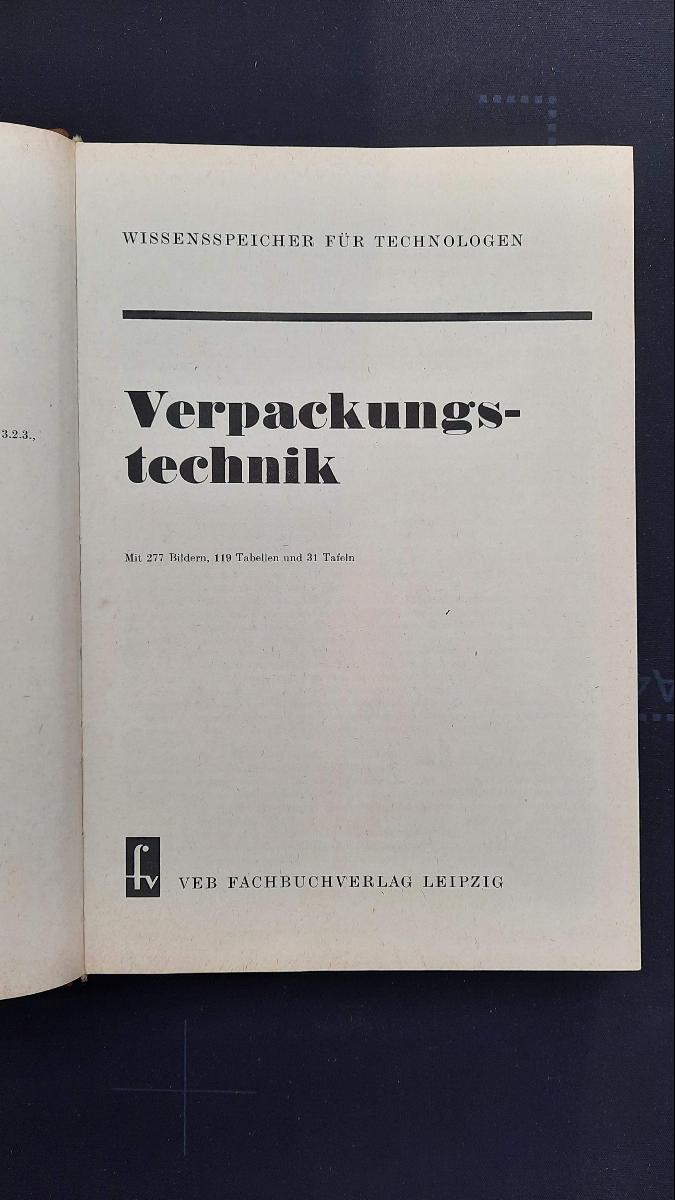 3.2.3.,
WISSENSSPEICHER FÜR TECHNOLOGEN
Verpackungs-
technik
Mit 277 Bildern, 119 Tabellen und 31 Tafeln
fv
VEB FACHBUCHVERLAG LEIPZIG